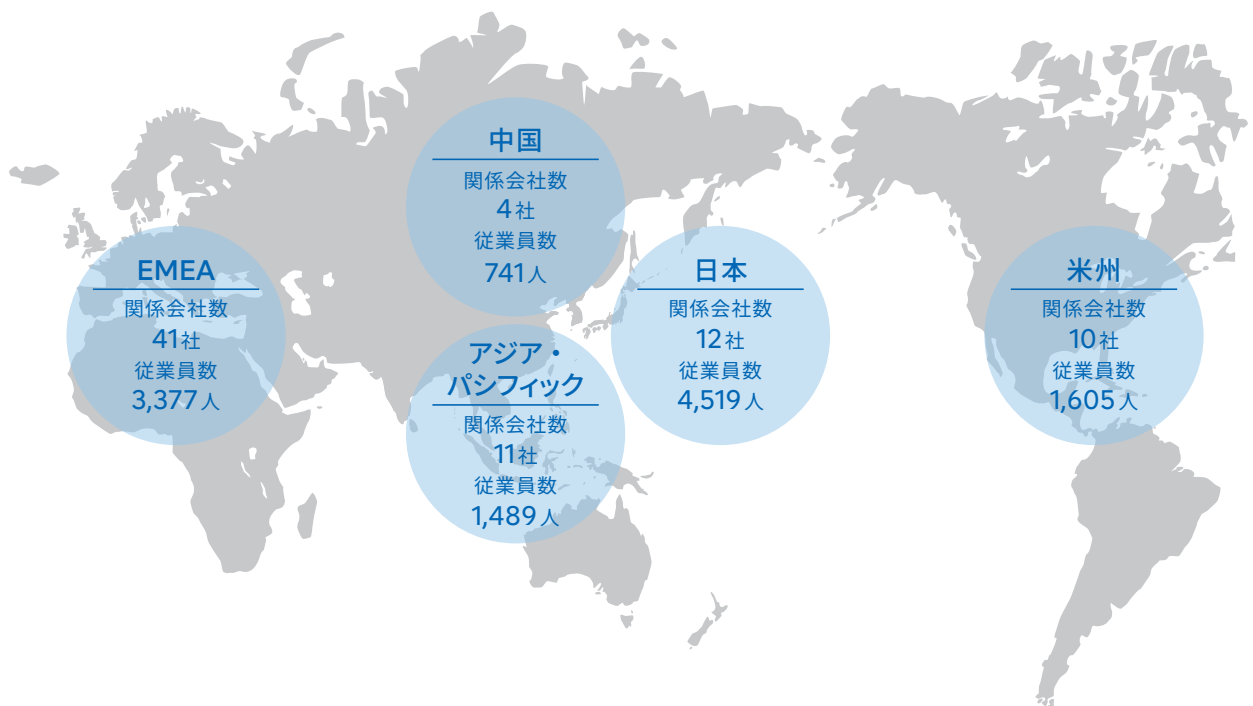 中国
関係会社数
4社
従業員数
741人
EMEA
関係会社数
41社
従業員数
3,377人
アジア・
パシフィック
関係会社数
11社
従業員数
1,489人
日本
関係会社数
12社
従業員数
4,519人
米州
関係会社数
10社
従業員数
1,605人